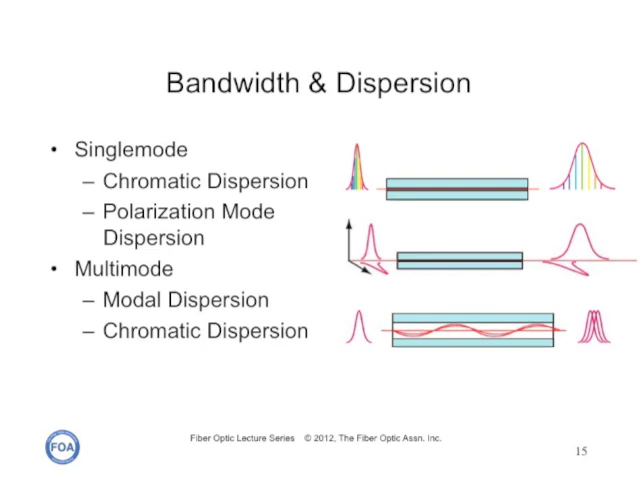 Bandwidth & Dispersion
• Singlemode
– Chromatic Dispersion
– Polarization Mode
Dispersion
• Multimode
– Modal Dispersion
– Chromatic Dispersion
Fiber Optic Lecture Series © 2012, The Fiber Optic Assn. Inc.
FOA
15